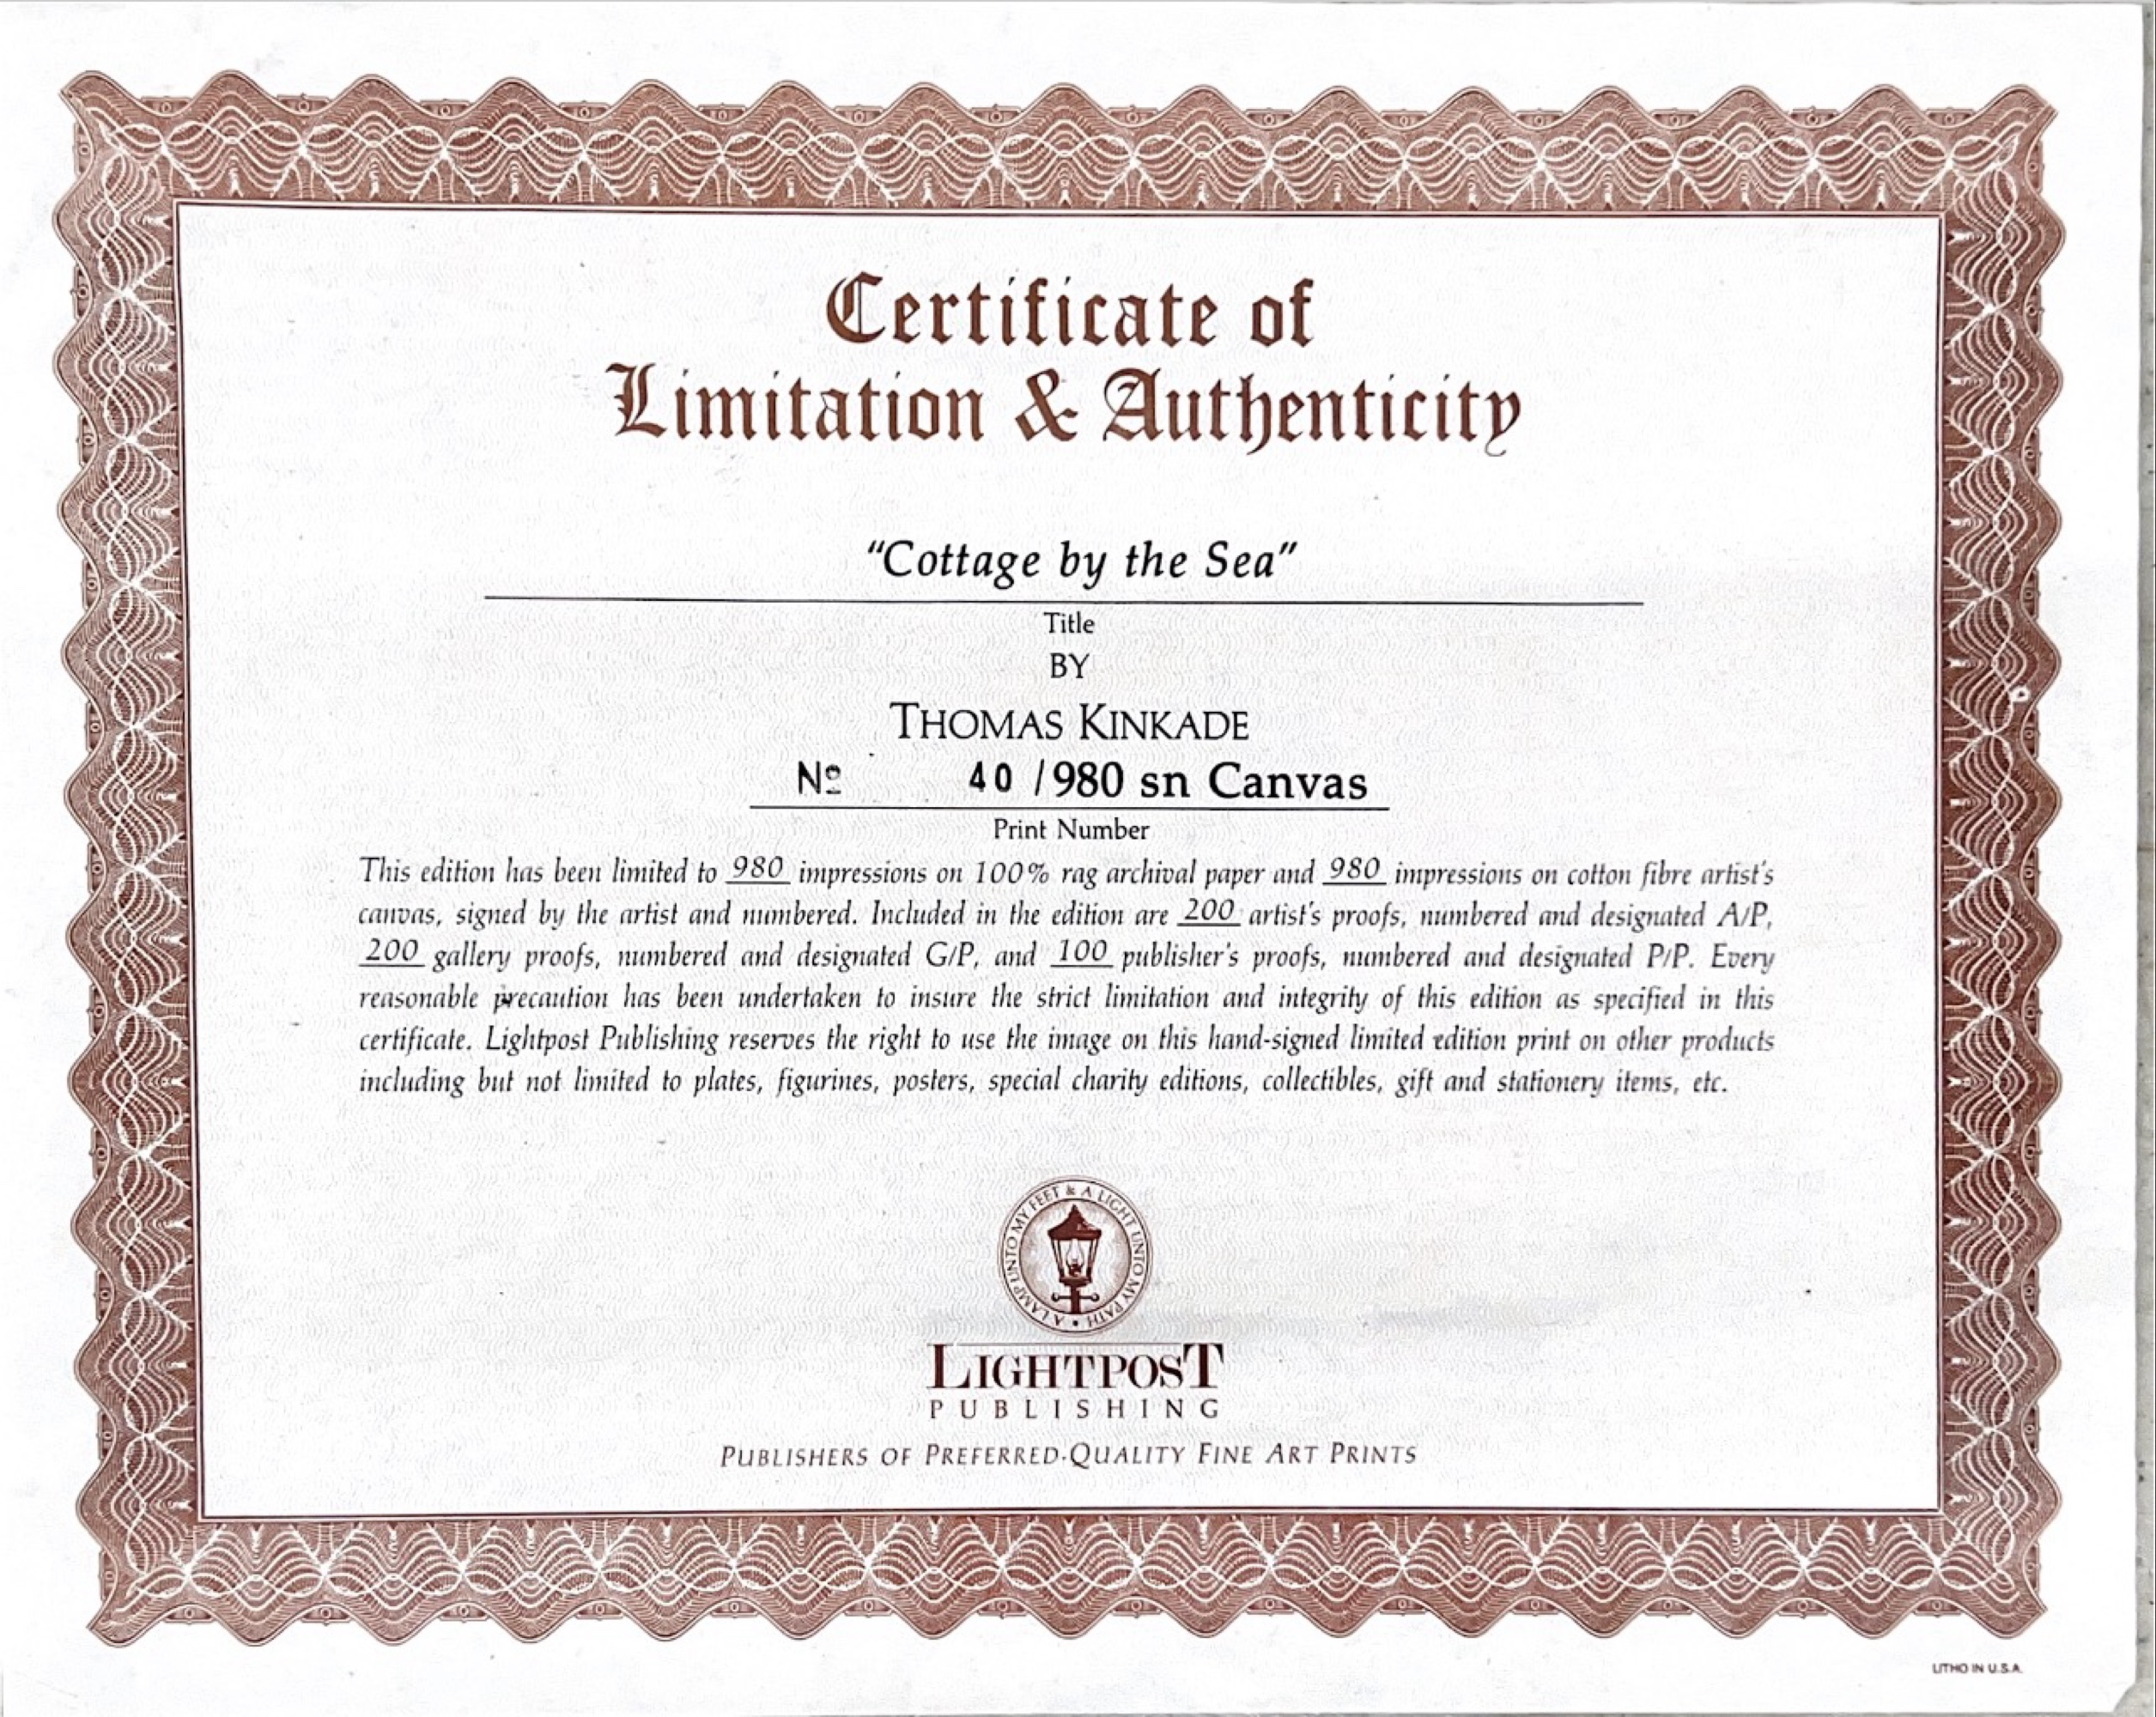 Certificate of
Limitation & Authenticity
"Cottage by the Sea"
Title
BY
THOMAS KINKADE
Nº 40 /980 sn Canvas
Print Number
This edition has been limited to 980 impressions on 100% rag archival paper and 980 impressions on cotton fibre artist's
canvas, signed by the artist and numbered. Included in the edition are 200 artist's proofs, numbered and designated A/P,
200 gallery proofs, numbered and designated G/P, and 100 publisher's proofs, numbered and designated P/P. Every
reasonable precaution has been undertaken to insure the strict limitation and integrity of this edition as specified in this
certificate. Lightpost Publishing reserves the right to use the image on this hand-signed limited edition print on other products
including but not limited to plates, figurines, posters, special charity editions, collectibles, gift and stationery items, etc.
A LAMP UNTO MY FEET & A LIGHT UNTO MY PATH •
LIGHTPOST
PUBLISHING
PUBLISHERS OF PREFERRED-QUALITY FINE ART PRINTS
LITHO IN U.S.A.